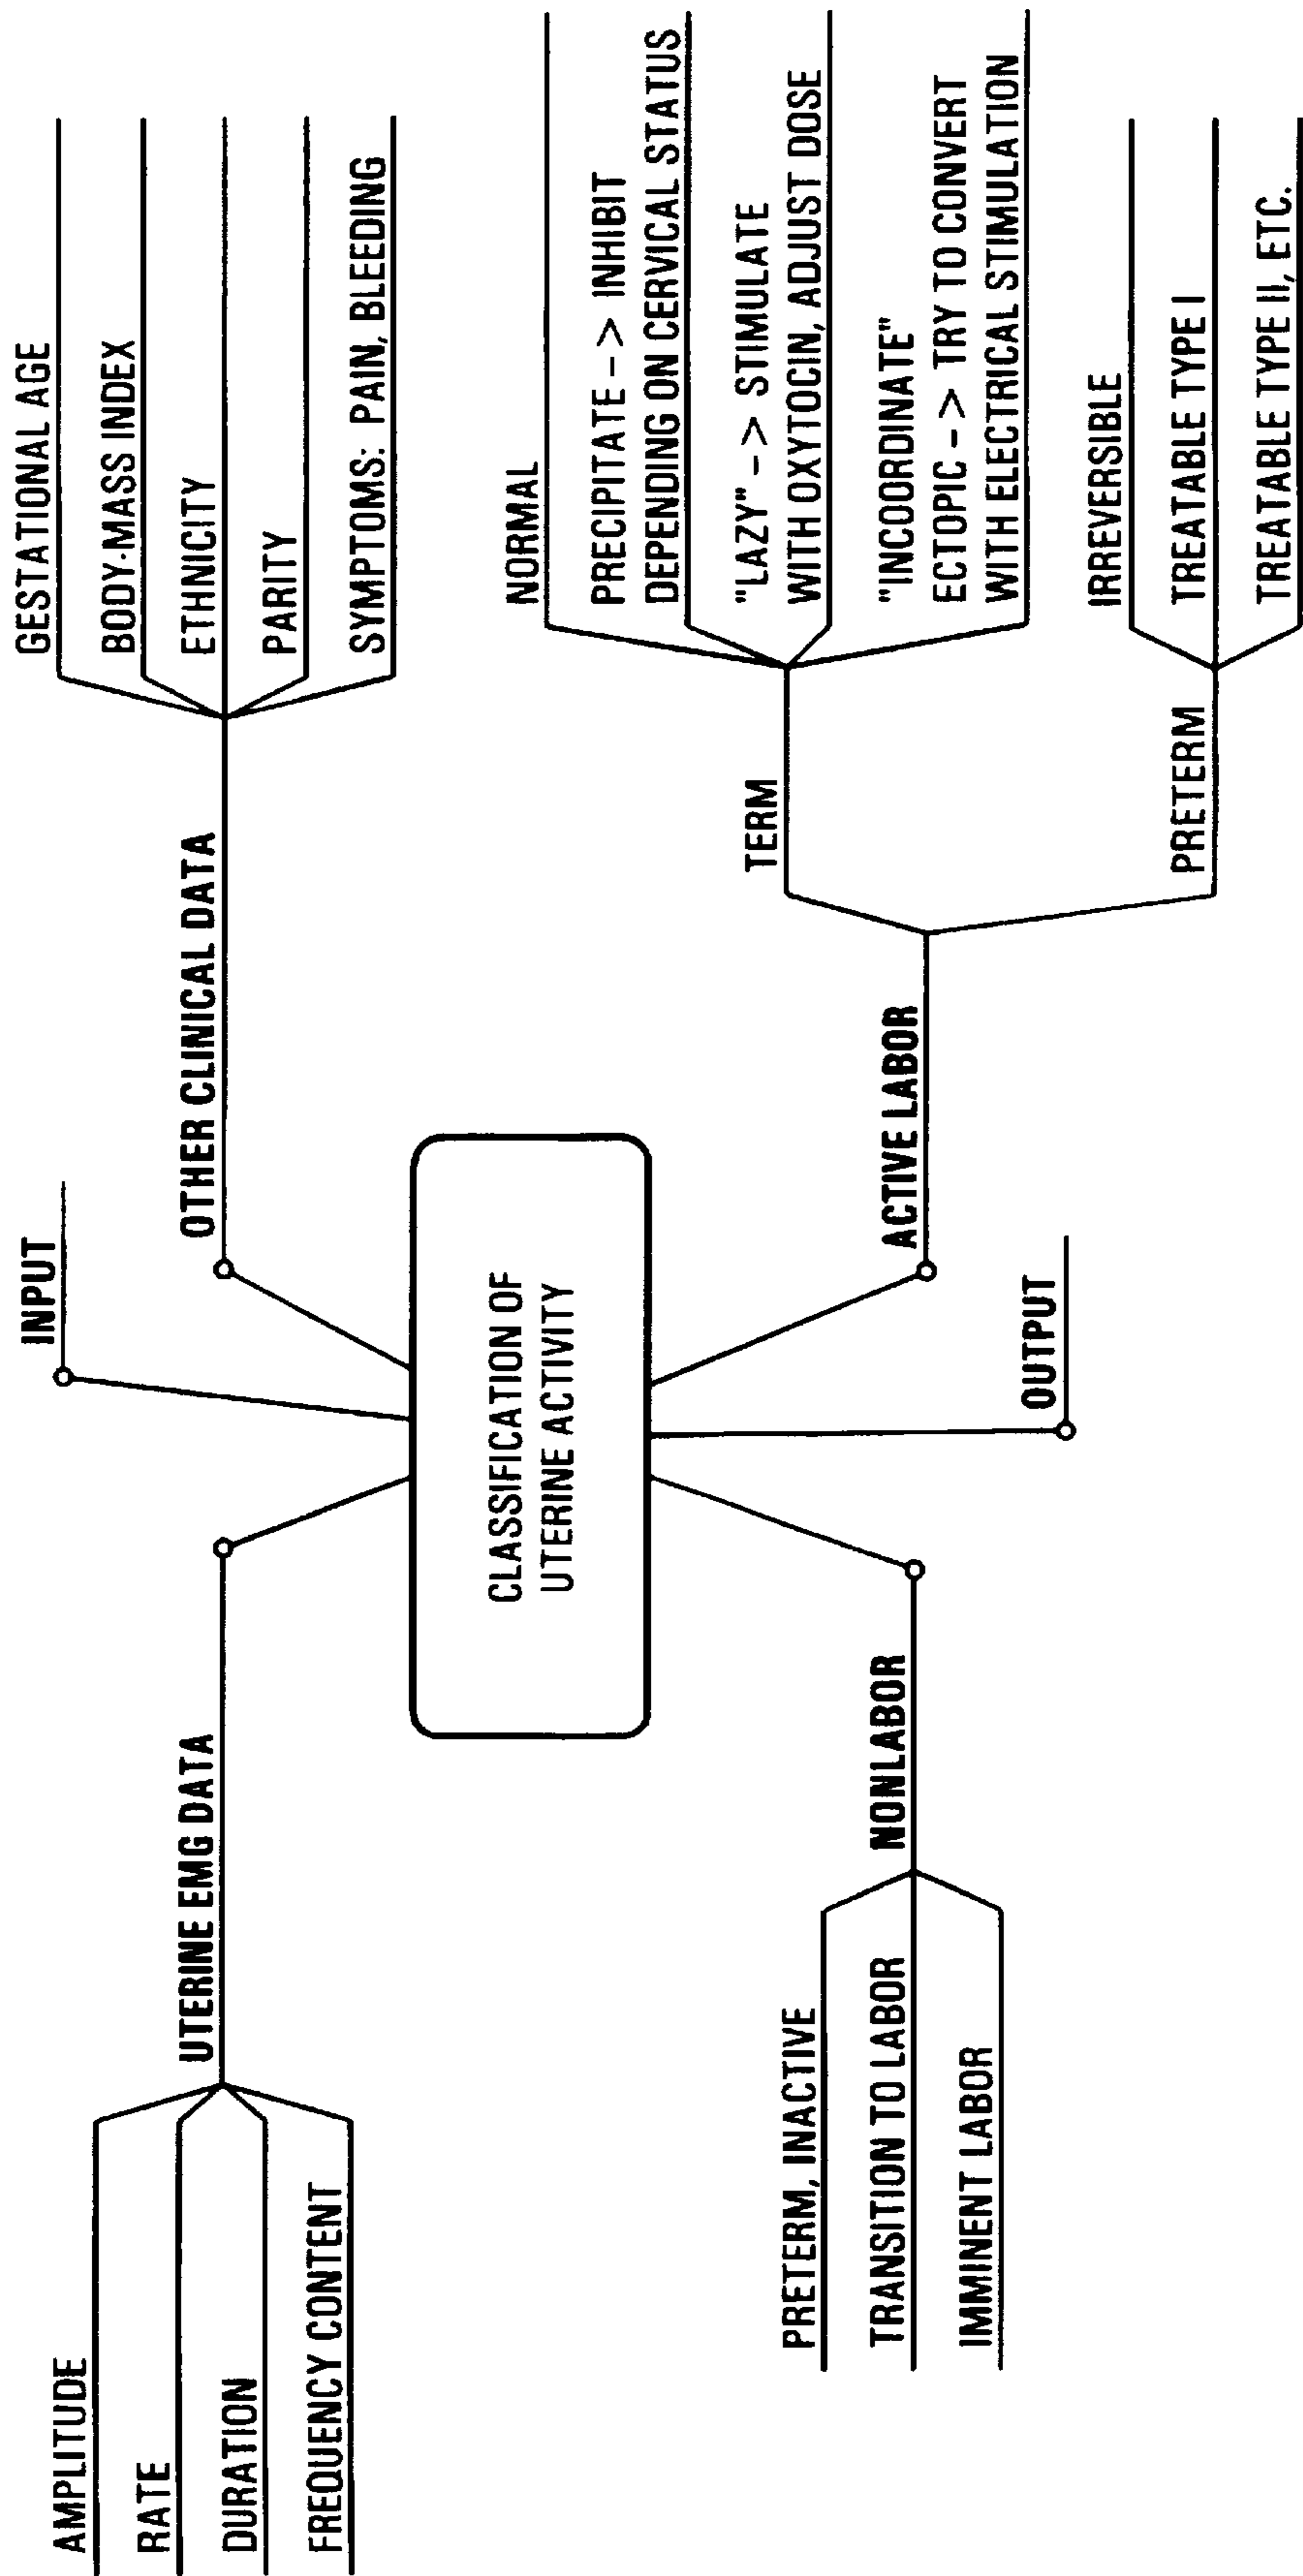 INPUT
UTERINE EMG DATA
AMPLITUDE
RATE
DURATION
FREQUENCY CONTENT
OTHER CLINICAL DATA
GESTATIONAL AGE
BODY-MASS INDEX
ETHNICITY
PARITY
SYMPTOMS: PAIN, BLEEDING
CLASSIFICATION OF
UTERINE ACTIVITY
NONLABOR
PRETERM, INACTIVE
TRANSITION TO LABOR
IMMINENT LABOR
OUTPUT
ACTIVE LABOR
TERM
NORMAL
PRECIPITATE -> INHIBIT
DEPENDING ON CERVICAL STATUS
"LAZY" -> STIMULATE
WITH OXYTOCIN, ADJUST DOSE
"INCOORDINATE"
ECTOPIC -> TRY TO CONVERT
WITH ELECTRICAL STIMULATION
PRETERM
IRREVERSIBLE
TREATABLE TYPE I
TREATABLE TYPE II, ETC.